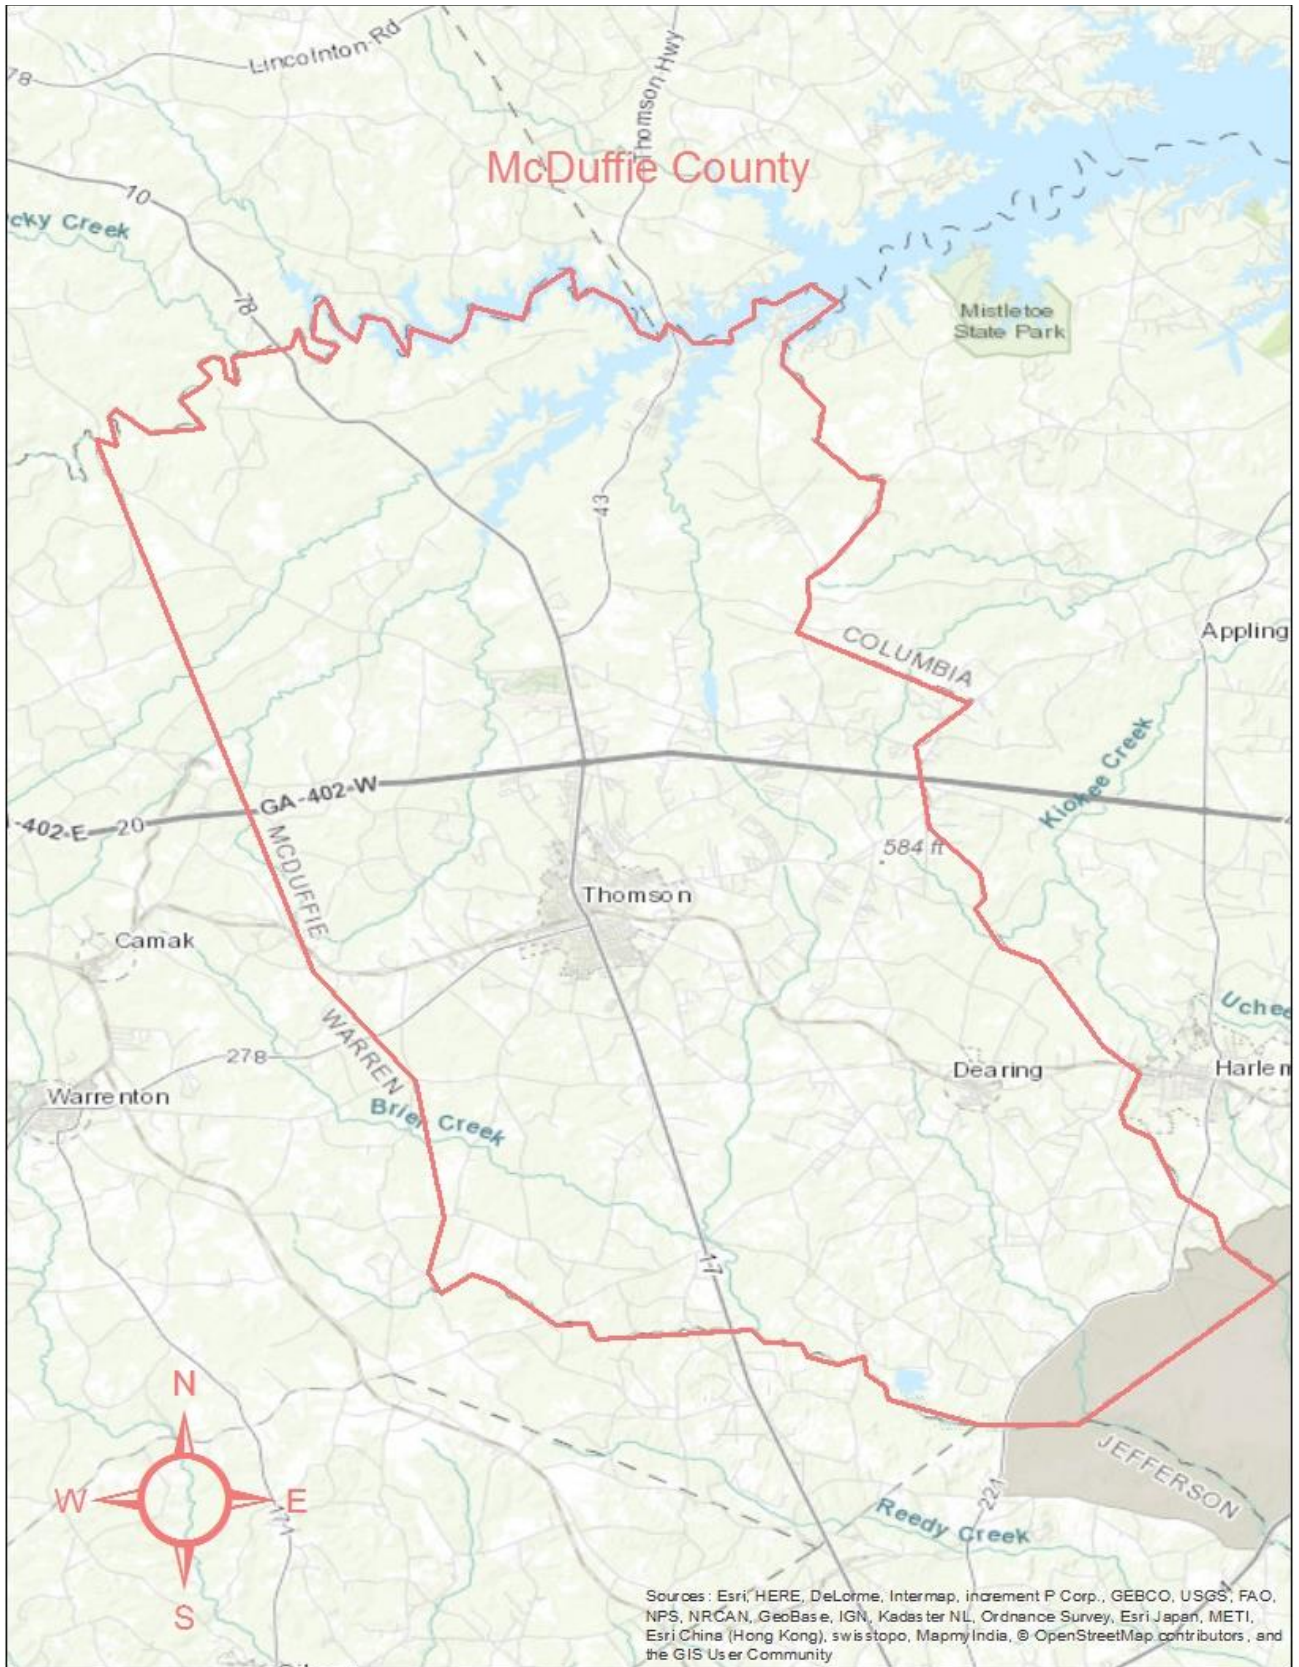 Lincolnton Rd
78
Thomson Hwy
McDuffie County
10
cky Creek
78
Mistletoe
State Park
43
COLUMBIA
Appling
Kiokee Creek
GA-402-W
-402-E
20
MCDUFFIE
584 ft
Thomson
Camak
Uchee
WARREN
278
Dearing
Harlem
Warrenton
Brier Creek
17
N
W
E
S
171
JEFFERSON
221
Reedy Creek
Sources: Esri, HERE, DeLorme, Intermap, increment P Corp., GEBCO, USGS, FAO,
NPS, NRCAN, GeoBase, IGN, Kadaster NL, Ordnance Survey, Esri Japan, METI,
Esri China (Hong Kong), swisstopo, MapmyIndia, © OpenStreetMap contributors, and
the GIS User Community